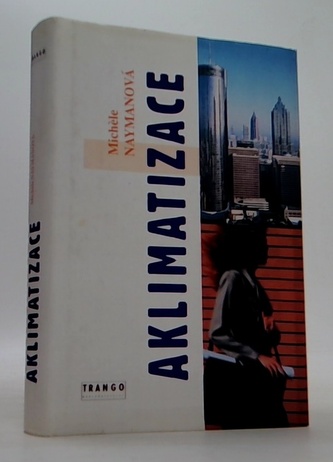 Michèle
NAYMANOVÁ
AKLIMATIZACE
TRANGO
AKLIMATIZACE